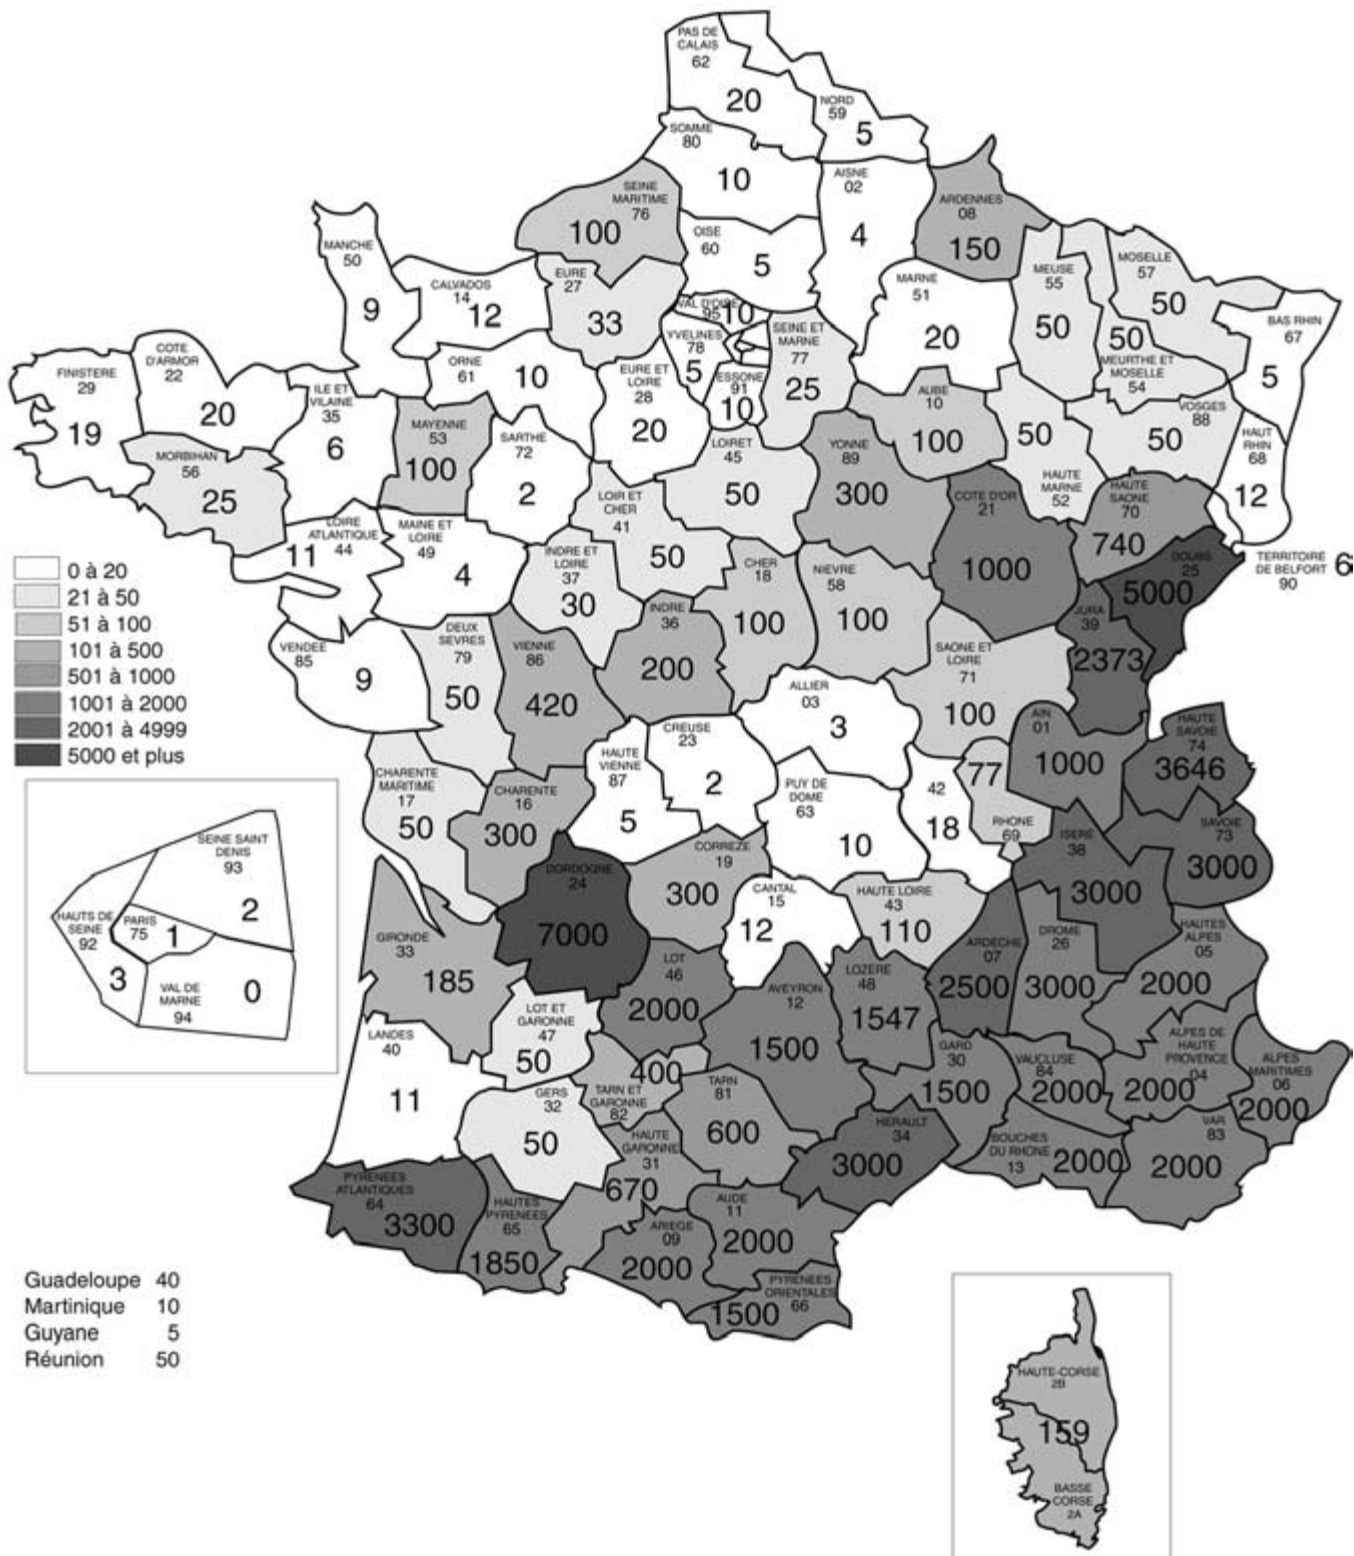 PAS DE
CALAIS
62
20
NORD
59
5
SOMME
80
10
AISNE
02
4
ARDENNES
08
150
SEINE
MARITIME
76
100
OISE
60
5
MANCHE
50
9
CALVADOS
14
12
EURE
27
33
VAL D'OISE
95
10
MARNE
51
20
MEUSE
55
50
MOSELLE
57
50
50
MEURTHE ET
MOSELLE
54
BAS RHIN
67
5
YVELINES
78
5
SEINE ET
MARNE
77
25
ESSONE
91
10
FINISTERE
29
19
COTE
D'ARMOR
22
20
ILE ET
VILAINE
35
6
ORNE
61
10
EURE ET
LOIRE
28
20
AUBE
10
100
50
HAUTE
MARNE
52
VOSGES
88
50
HAUT
RHIN
68
12
MORBIHAN
56
25
MAYENNE
53
100
SARTHE
72
2
LOIRET
45
50
YONNE
89
300
COTE D'OR
21
1000
HAUTE
SAONE
70
740
DOUBS
25
5000
TERRITOIRE
DE BELFORT
90
6
LOIRE
ATLANTIQUE
44
11
MAINE ET
LOIRE
49
4
LOIR ET
CHER
41
50
INDRE ET
LOIRE
37
30
CHER
18
100
NIEVRE
58
100
JURA
39
2373
0 à 20
21 à 50
51 à 100
101 à 500
501 à 1000
1001 à 2000
2001 à 4999
5000 et plus
VENDEE
85
9
DEUX
SEVRES
79
50
VIENNE
86
420
INDRE
36
200
SAONE ET
LOIRE
71
100
ALLIER
03
3
CREUSE
23
2
HAUTE
VIENNE
87
5
AIN
01
1000
HAUTE
SAVOIE
74
3646
CHARENTE
MARITIME
17
50
CHARENTE
16
300
PUY DE
DOME
63
10
42
18
77
RHONE
69
ISERE
38
3000
SAVOIE
73
3000
SEINE SAINT
DENIS
93
2
HAUTS DE
SEINE
92
3
PARIS
75
1
VAL DE
MARNE
94
0
DORDOGNE
24
7000
CORREZE
19
300
CANTAL
15
12
HAUTE LOIRE
43
110
ARDECHE
07
2500
DROME
26
3000
HAUTES
ALPES
05
2000
GIRONDE
33
185
LOT
46
2000
LOT ET
GARONNE
47
50
AVEYRON
12
1500
LOZERE
48
1547
LANDES
40
11
GERS
32
50
400
TARN ET
GARONNE
82
TARN
81
600
GARD
30
1500
VAUCLUSE
84
2000
ALPES DE
HAUTE
PROVENCE
04
2000
ALPES
MARITIMES
06
2000
HAUTE
GARONNE
31
670
HERAULT
34
3000
BOUCHES
DU RHONE
13
2000
VAR
83
2000
PYRENEES
ATLANTIQUES
64
3300
HAUTES
PYRENEES
65
1850
ARIEGE
09
2000
AUDE
11
2000
PYRENEES
ORIENTALES
66
1500
Guadeloupe 40
Martinique 10
Guyane 5
Réunion 50
HAUTE-CORSE
2B
159
BASSE
CORSE
2A